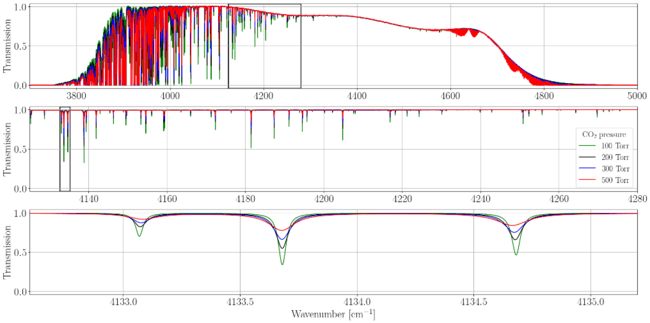 1.0
0.5
0.0
Transmission
3800 4000 4200 4400 4600 4800 5000
1.0
0.5
0.0
Transmission
CO2 pressure
100 Torr
200 Torr
300 Torr
500 Torr
4140 4160 4180 4200 4220 4240 4260 4280
1.0
0.5
0.0
Transmission
4133.0 4133.5 4134.0 4134.5 4135.0
Wavenumber [cm⁻¹]